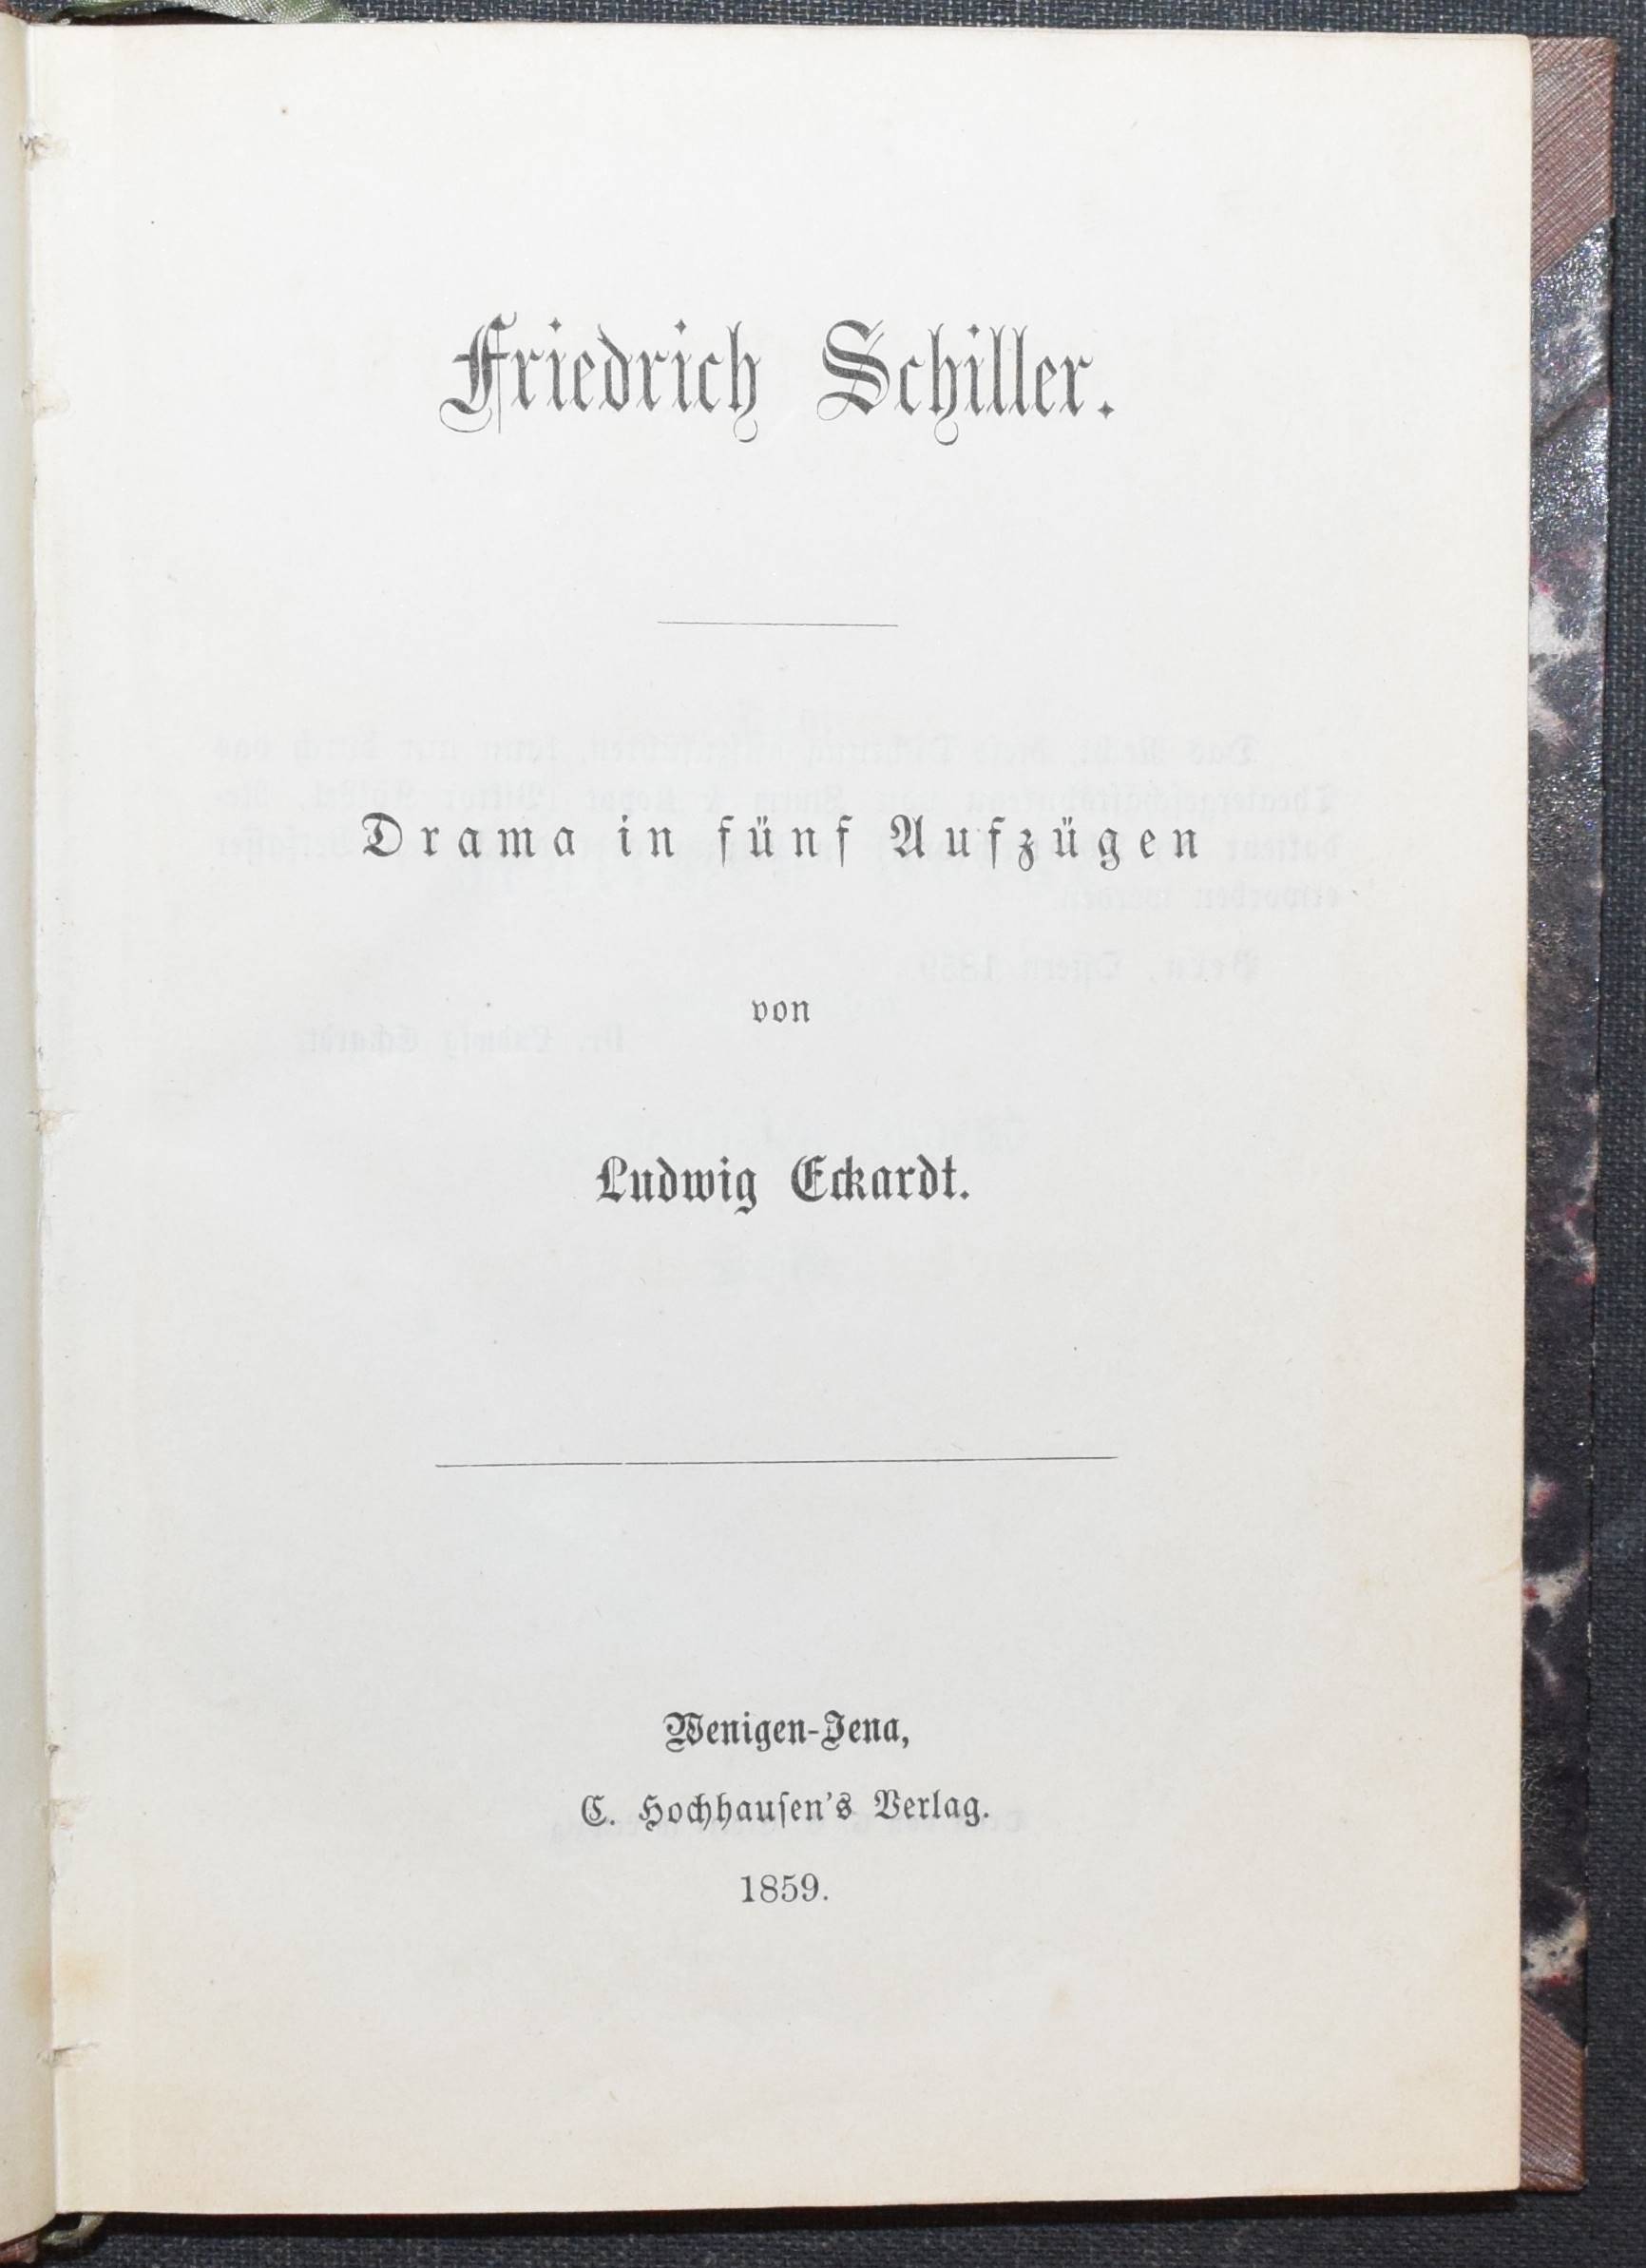 Friedrich Schiller.
Drama in fünf Aufzügen
von
Ludwig Eckardt.
Wenigen-Jena,
C. Hochhausen's Verlag.
1859.